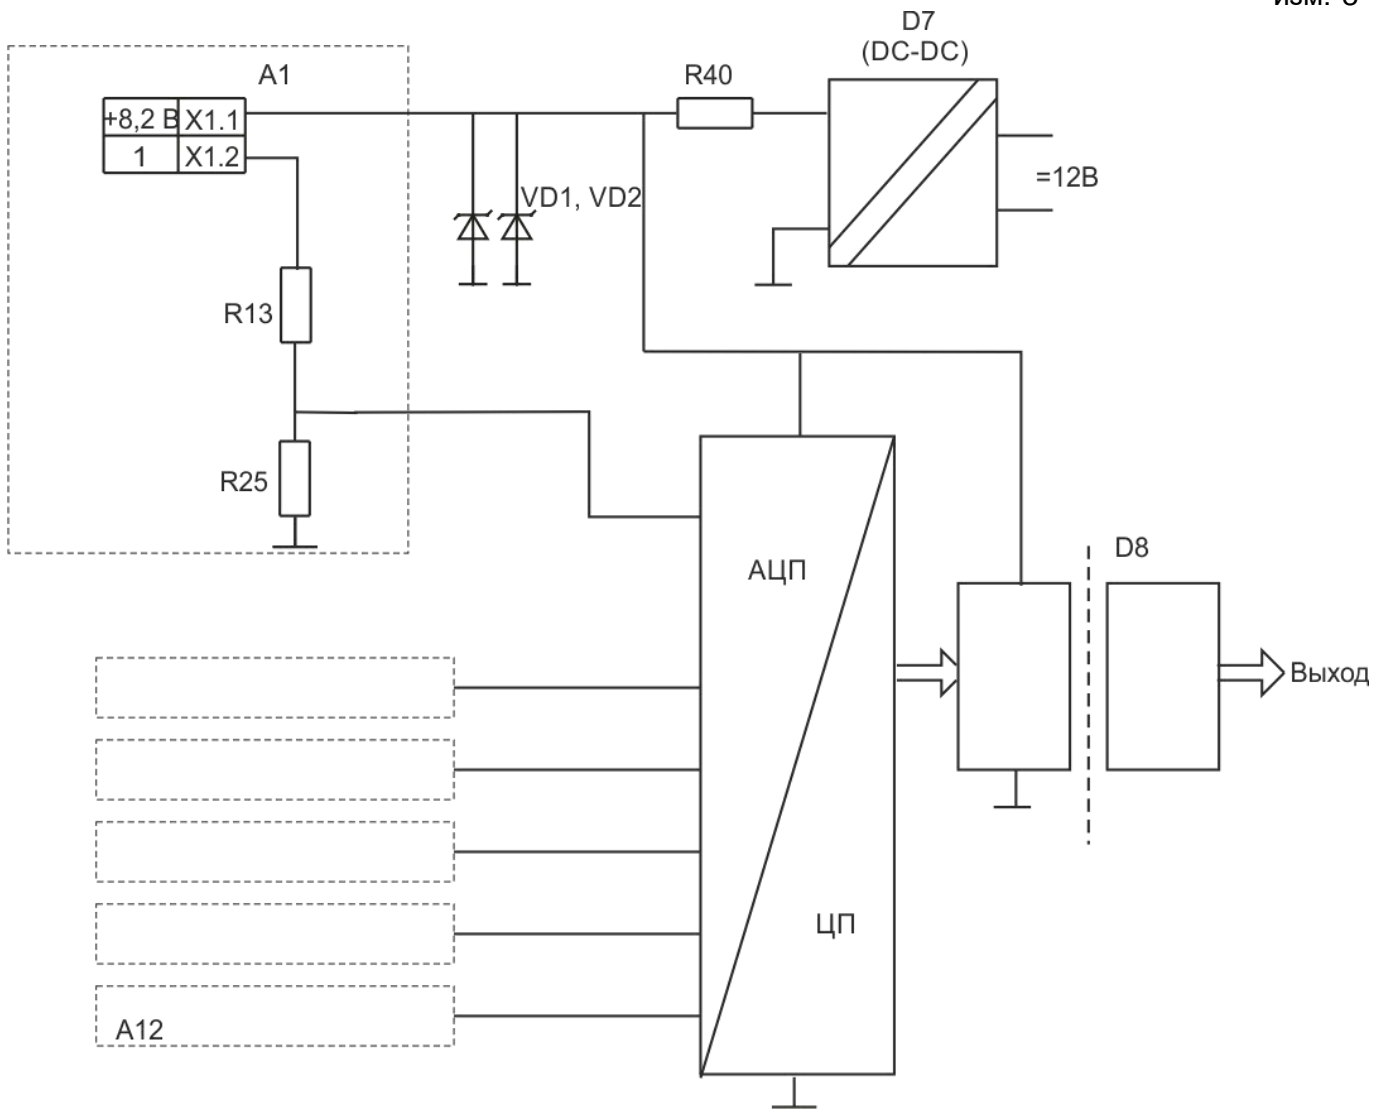 D7
(DC-DC)
A1
R40
+8,2 В X1.1
1 X1.2
=12В
VD1, VD2
R13
R25
D8
АЦП
Выход
ЦП
A12